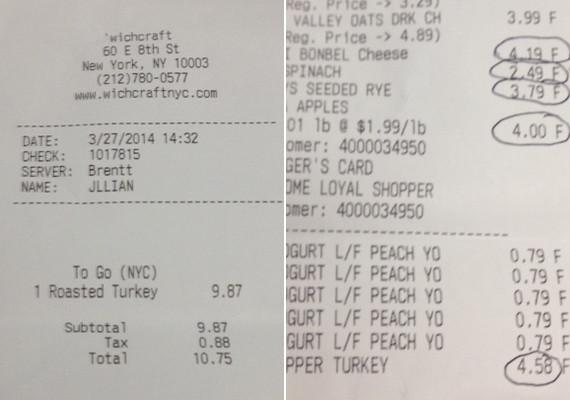 'wichcraft
60 E 8th St
New York, NY 10003
(212)780-0577
www.wichcraftnyc.com
DATE: 3/27/2014 14:32
CHECK: 1017815
SERVER: Brentt
NAME: JLLIAN
To Go (NYC)
1 Roasted Turkey 9.87
Subtotal 9.87
Tax 0.88
Total 10.75
Reg. Price -> 3.29)
VALLEY OATS DRK CH 3.99 F
Reg. Price -> 4.89)
I BONBEL Cheese 4.19 F
SPINACH 2.49 F
'S SEEDED RYE 3.79 F
APPLES
01 lb @ $1.99/lb 4.00 F
omer: 4000034950
GER'S CARD
OME LOYAL SHOPPER
omer: 4000034950
OGURT L/F PEACH YO 0.79 F
GURT L/F PEACH YO 0.79 F
GURT L/F PEACH YO 0.79 F
GURT L/F PEACH YO 0.79 F
GURT L/F PEACH YO 0.79 F
PPER TURKEY 4.58 F